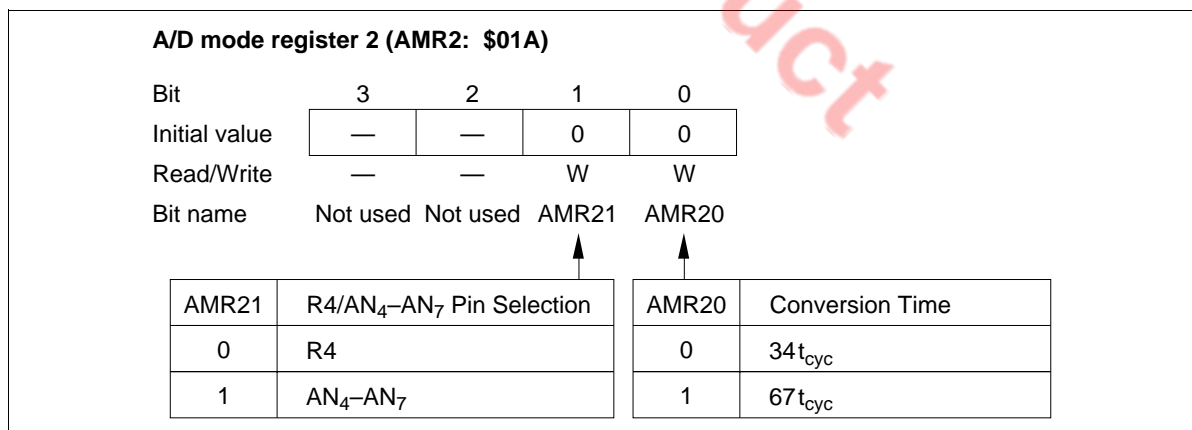 A/D mode register 2 (AMR2: $01A)
Bit 3 2 1 0
Initial value — — 0 0
Read/Write — — W W
Bit name Not used Not used AMR21 AMR20
AMR21 R4/AN4–AN7 Pin Selection AMR20 Conversion Time
0 R4 0 34tcyc
1 AN4–AN7 1 67tcyc
uct